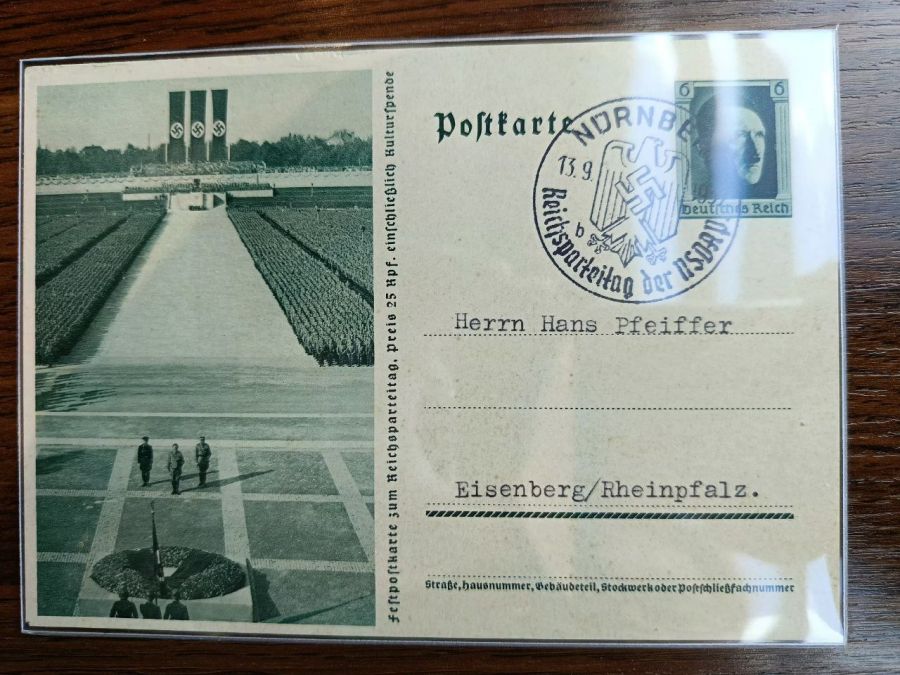 Festpostkarte zum Reichsparteitag, Preis 25 Rpf. einschließlich Kulturspende
Postkarte
6 6
Deutsches Reich
NÜRNBE
13.9.
b
Reichsparteitag der NSDAP
Herrn Hans Pfeiffer
Eisenberg/Rheinpfalz.
Straße, Hausnummer, Gebäudeteil, Stockwerk oder Postschließfachnummer